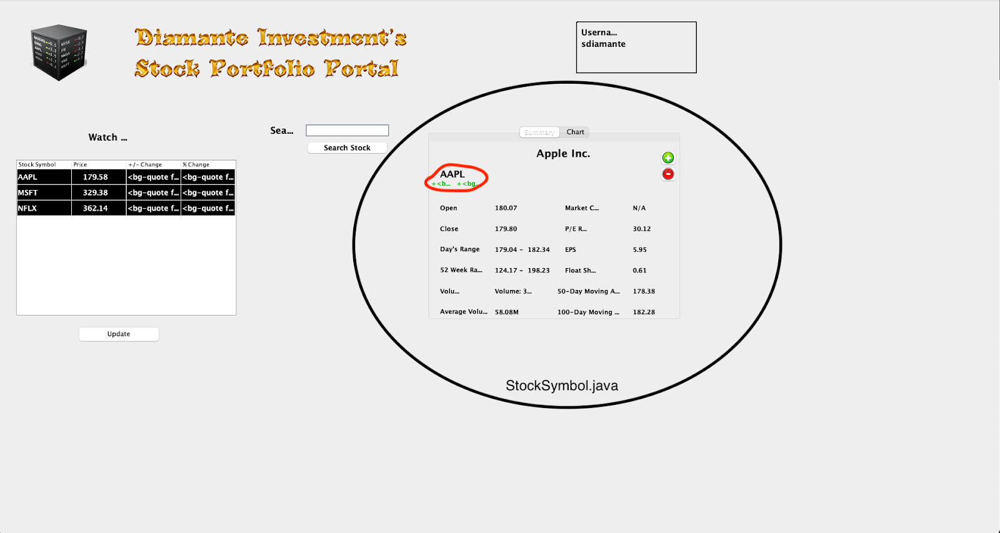 Diamante Investment's
Stock Portfolio Portal
Userna...
sdiamante
Watch ...
Sea...
Search Stock
Stock Symbol Price +/- Change % Change
AAPL 179.58 <bg-quote f... <bg-quote f...
MSFT 329.38 <bg-quote f... <bg-quote f...
NFLX 362.14 <bg-quote f... <bg-quote f...
Update
Summary Chart
Apple Inc.
AAPL
+<b... +<bg...
Open 180.07 Market C... N/A
Close 179.80 P/E R... 30.12
Day's Range 179.04 - 182.34 EPS 5.95
52 Week Ra... 124.17 - 198.23 Float Sh... 0.61
Volu... Volume: 3... 50-Day Moving A... 178.38
Average Volu... 58.08M 100-Day Moving ... 182.28
StockSymbol.java